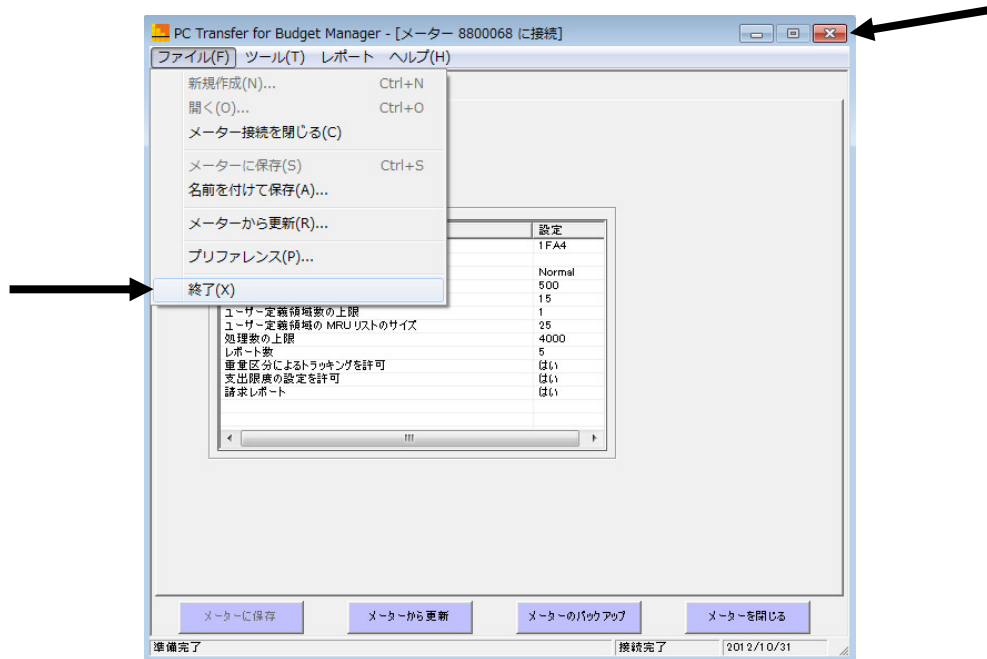 PC Transfer for Budget Manager - [メーター 8800068 に接続]
ファイル(F) ツール(T) レポート ヘルプ(H)
新規作成(N)... Ctrl+N
開く(O)... Ctrl+O
メーター接続を閉じる(C)
メーターに保存(S) Ctrl+S
名前を付けて保存(A)...
メーターから更新(R)...
プリファレンス(P)...
終了(X)
設定
1FA4
Normal
500
15
ユーザー定義領域数の上限 1
ユーザー定義領域の MRU リストのサイズ 25
処理数の上限 4000
レポート数 5
重量区分によるトラッキングを許可 はい
支出限度の設定を許可 はい
請求レポート はい
メーターに保存 メーターから更新 メーターのバックアップ メーターを閉じる
準備完了 接続完了 2012/10/31